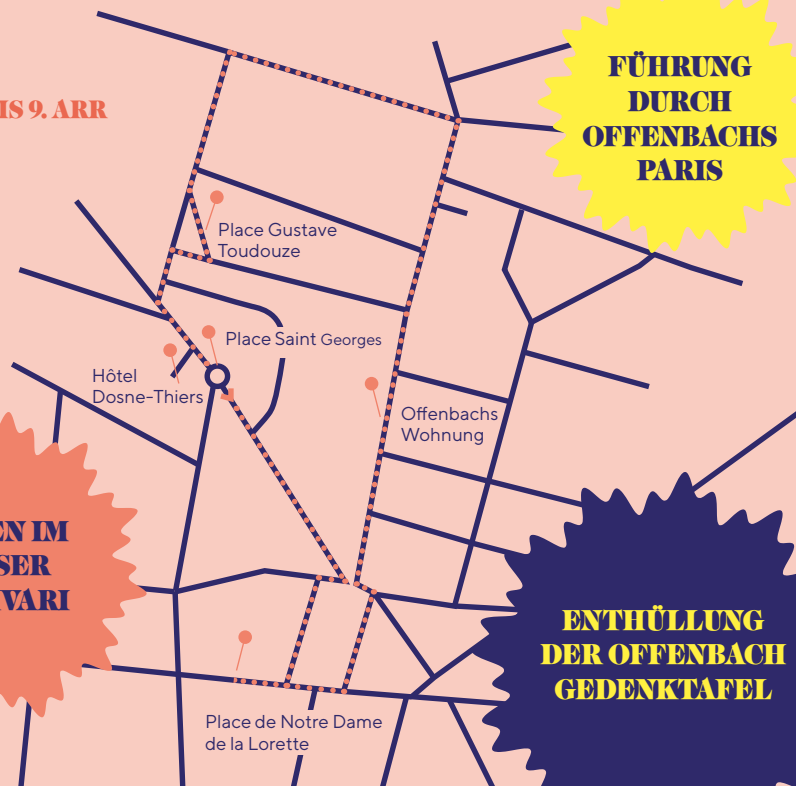 FÜHRUNG
DURCH
OFFENBACHS
PARIS
IS 9. ARR
Place Gustave
Toudouze
Place Saint Georges
Hôtel
Dosne-Thiers
Offenbachs
Wohnung
EN IM
SER
VARI
ENTHÜLLUNG
DER OFFENBACH
GEDENKTAFEL
Place de Notre Dame
de la Lorette